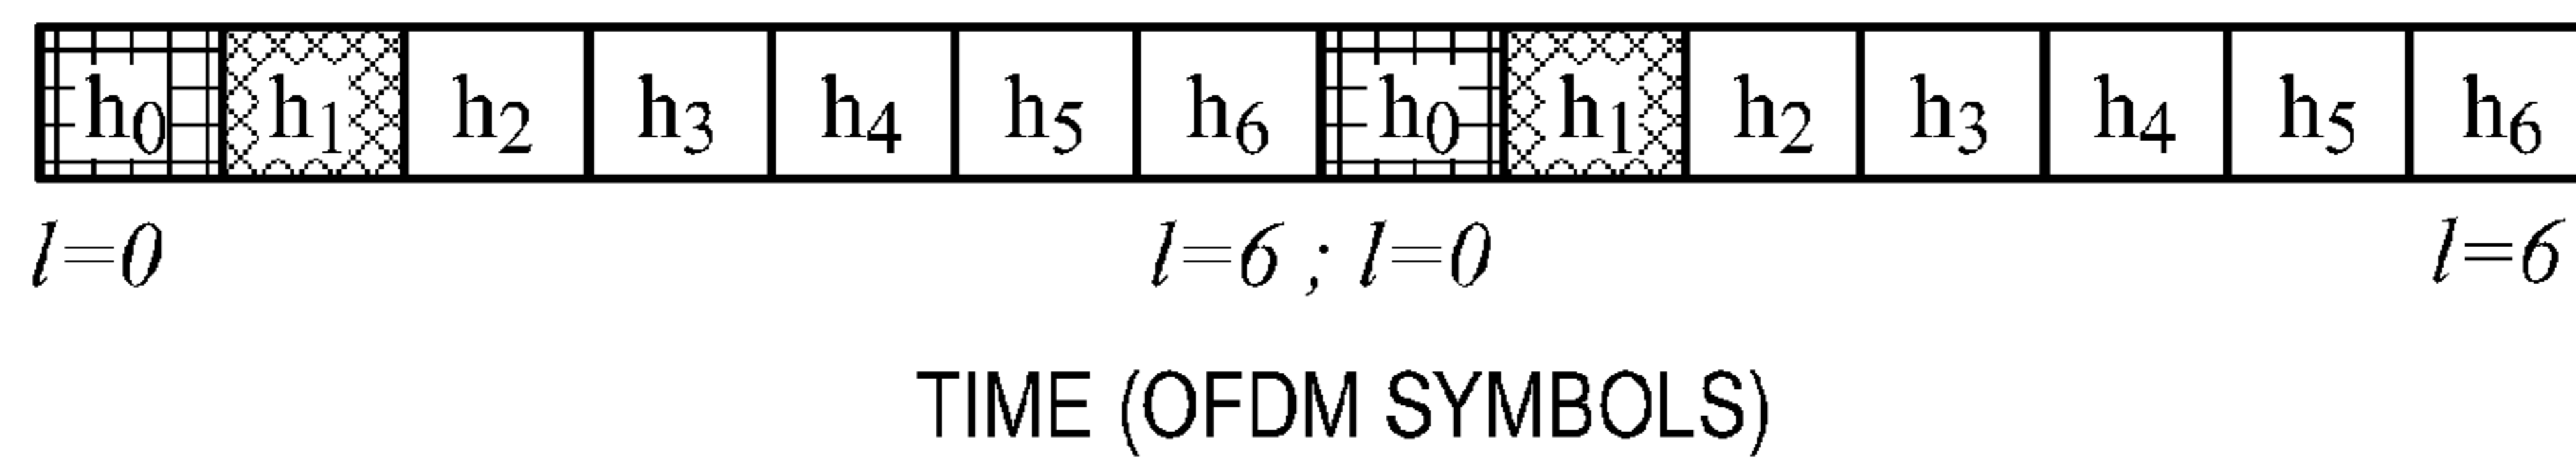 h₀ h₁ h₂ h₃ h₄ h₅ h₆ h₀ h₁ h₂ h₃ h₄ h₅ h₆
l=0 l=6 ; l=0 l=6
TIME (OFDM SYMBOLS)